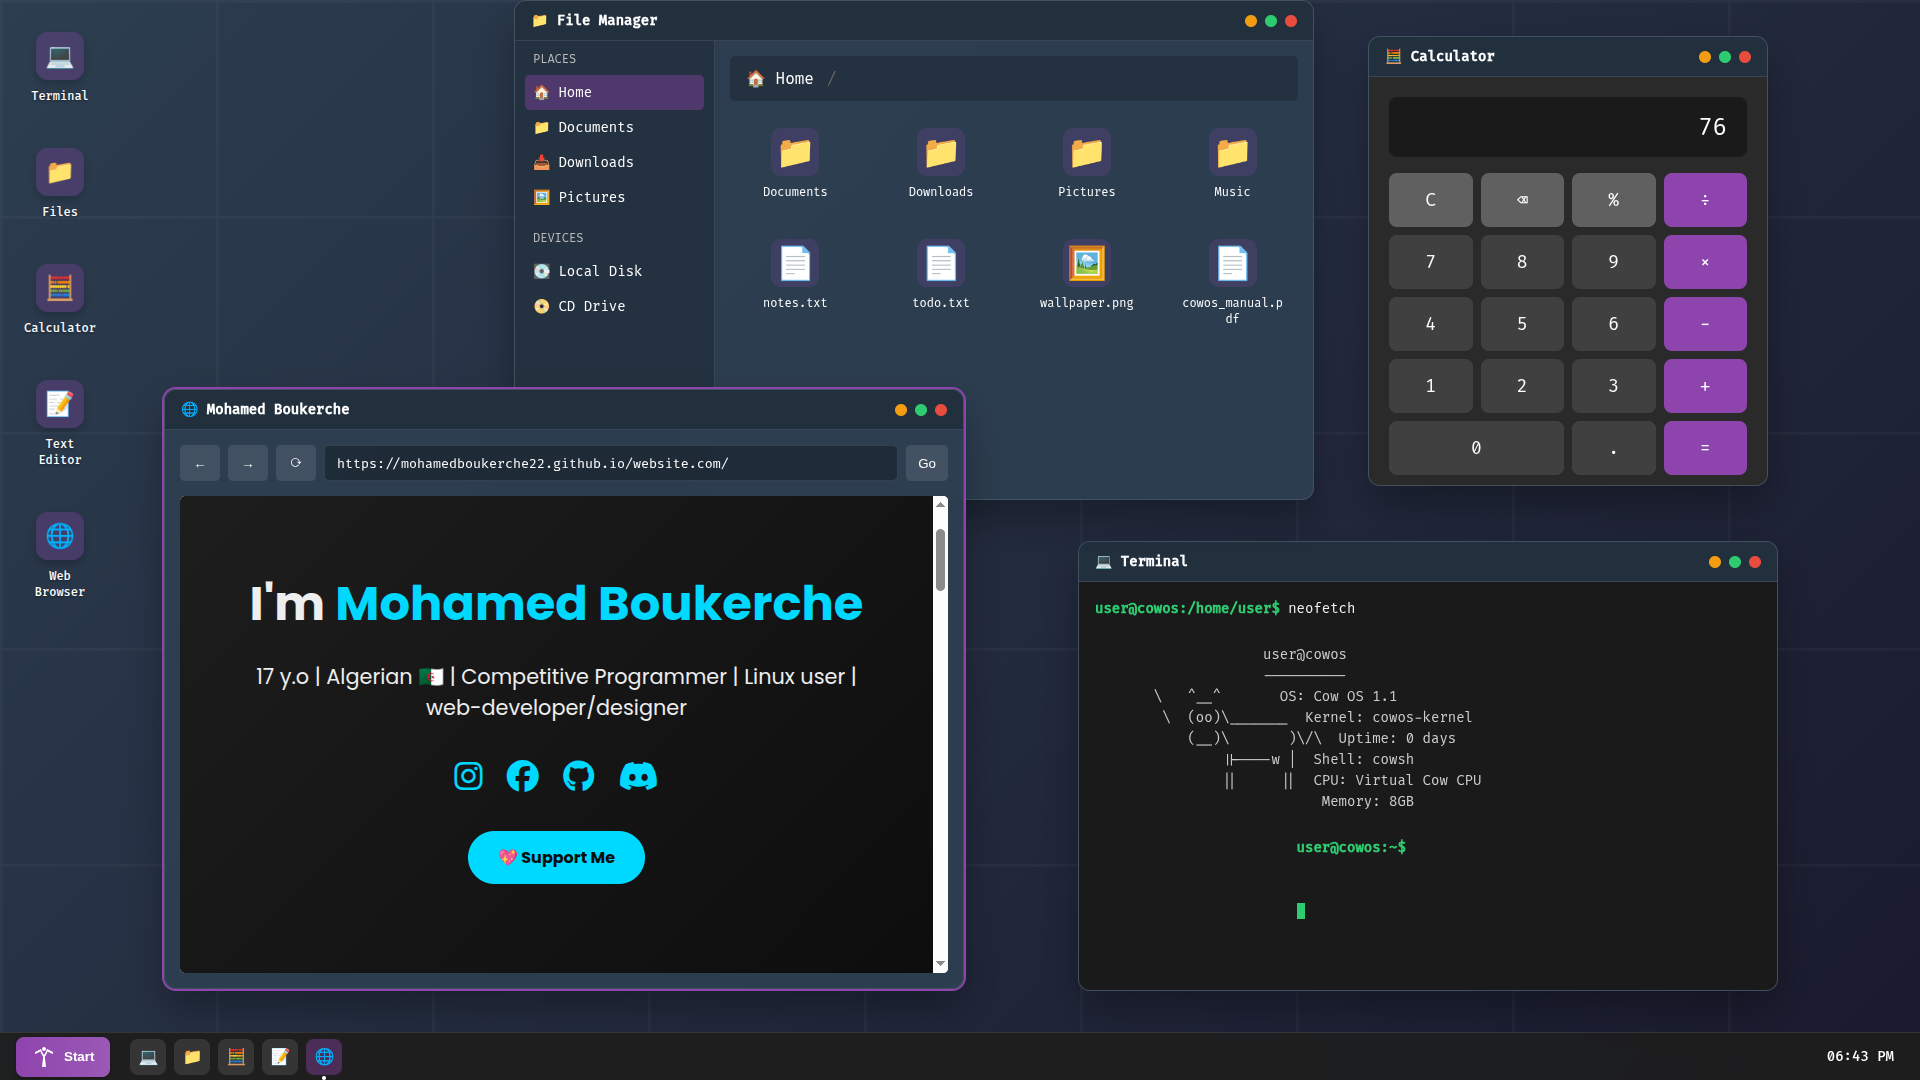 Terminal
Files
Calculator
Text
Editor
Web
Browser
File Manager
PLACES
Home
Documents
Downloads
Pictures
DEVICES
Local Disk
CD Drive
Home /
Documents
Downloads
Pictures
Music
notes.txt
todo.txt
wallpaper.png
cowos_manual.p
df
Calculator
76
C ⌫ % ÷
7 8 9 ×
4 5 6 -
1 2 3 +
0 . =
Mohamed Boukerche
← → ⟳ https://mohamedboukerche22.github.io/website.com/ Go
I'm Mohamed Boukerche
17 y.o | Algerian 🇩🇿 | Competitive Programmer | Linux user |
web-developer/designer
💖 Support Me
Terminal
user@cowos:/home/user$ neofetch
user@cowos
----------
\   ^__^       OS: Cow OS 1.1
\  (oo)\_______  Kernel: cowos-kernel
(__)\       )\/\  Uptime: 0 days
||----w |  Shell: cowsh
||     ||  CPU: Virtual Cow CPU
Memory: 8GB
user@cowos:~$
Start
06:43 PM